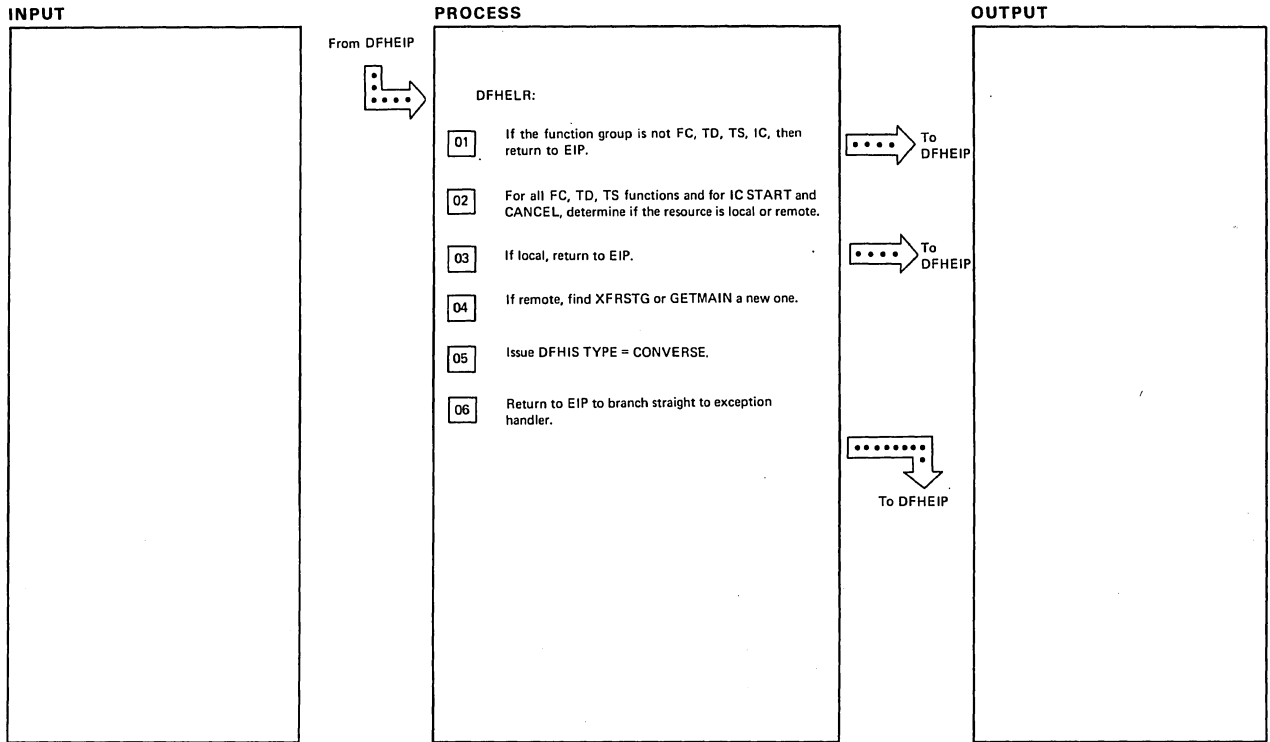 INPUT
PROCESS
OUTPUT
From DFHEIP
DFHELR:
01 If the function group is not FC, TD, TS, IC, then
return to EIP.
To
DFHEIP
02 For all FC, TD, TS functions and for IC START and
CANCEL, determine if the resource is local or remote.
03 If local, return to EIP.
To
DFHEIP
04 If remote, find XFRSTG or GETMAIN a new one.
05 Issue DFHIS TYPE = CONVERSE.
06 Return to EIP to branch straight to exception
handler.
To DFHEIP